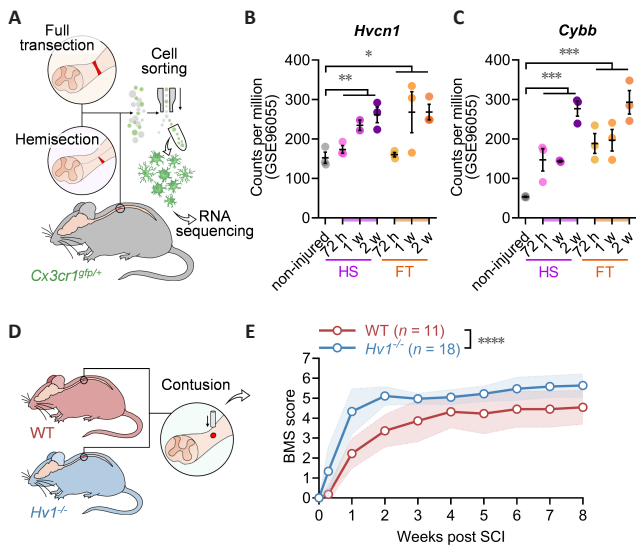 A
Full
transection
Cell
sorting
Hemisection
RNA
sequencing
Cx3cr1gfp/+
B
Hvcn1
Counts per million
(GSE96055)
400
300
200
100
0
*
**
non-injured
72 h
1 w
2 w
72 h
1 w
2 w
HS
FT
C
Cybb
Counts per million
(GSE96055)
400
300
200
100
0
***
***
non-injured
72 h
1 w
2 w
72 h
1 w
2 w
HS
FT
D
WT
Hv1-/-
Contusion
E
WT (n = 11)
Hv1-/- (n = 18)
****
BMS score
7
6
5
4
3
2
1
0
0 1 2 3 4 5 6 7 8
Weeks post SCI